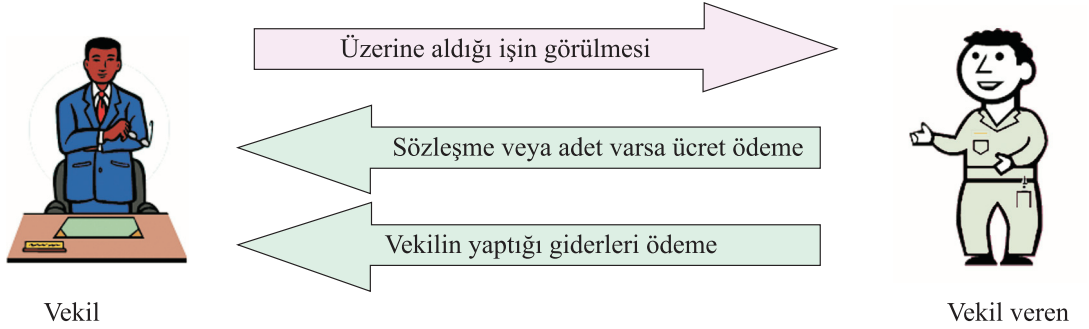 Üzerine aldığı işin görülmesi
Sözleşme veya adet varsa ücret ödeme
Vekilin yaptığı giderleri ödeme
Vekil
Vekil veren